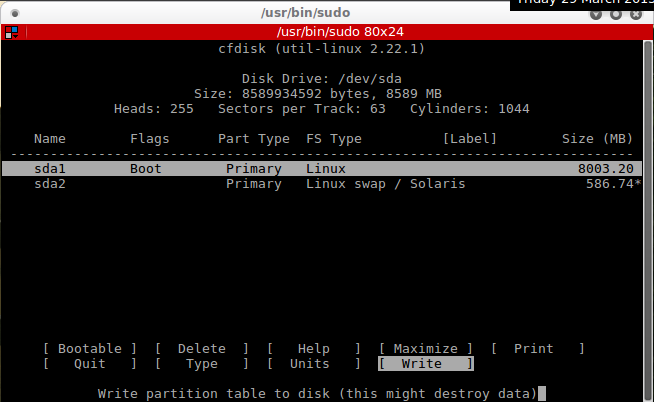 Friday 29 March 2013
/usr/bin/sudo
/usr/bin/sudo 80x24
cfdisk (util-linux 2.22.1)
Disk Drive: /dev/sda
Size: 8589934592 bytes, 8589 MB
Heads: 255 Sectors per Track: 63 Cylinders: 1044
Name Flags Part Type FS Type [Label] Size (MB)
sda1 Boot Primary Linux 8003.20
sda2 Primary Linux swap / Solaris 586.74*
[ Bootable ] [ Delete ] [ Help ] [ Maximize ] [ Print ]
[ Quit ] [ Type ] [ Units ] [ Write ]
Write partition table to disk (this might destroy data)